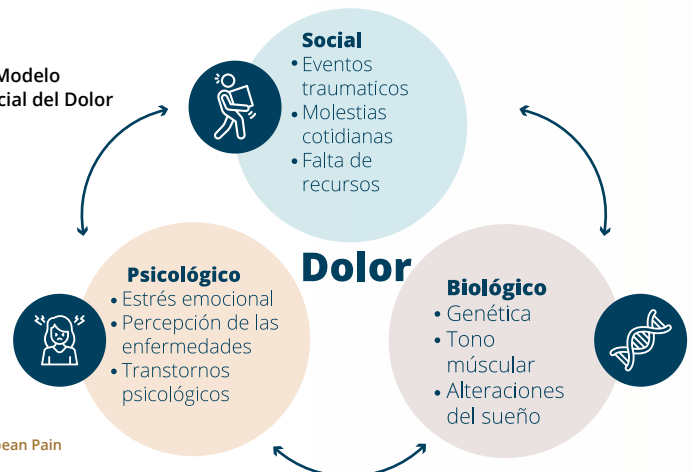 Modelo
cial del Dolor
Social
• Eventos
traumaticos
• Molestias
cotidianas
• Falta de
recursos
Dolor
Psicológico
• Estrés emocional
• Percepción de las
enfermedades
• Transtornos
psicológicos
Biológico
• Genética
• Tono
múscular
• Alteraciones
del sueño
pean Pain